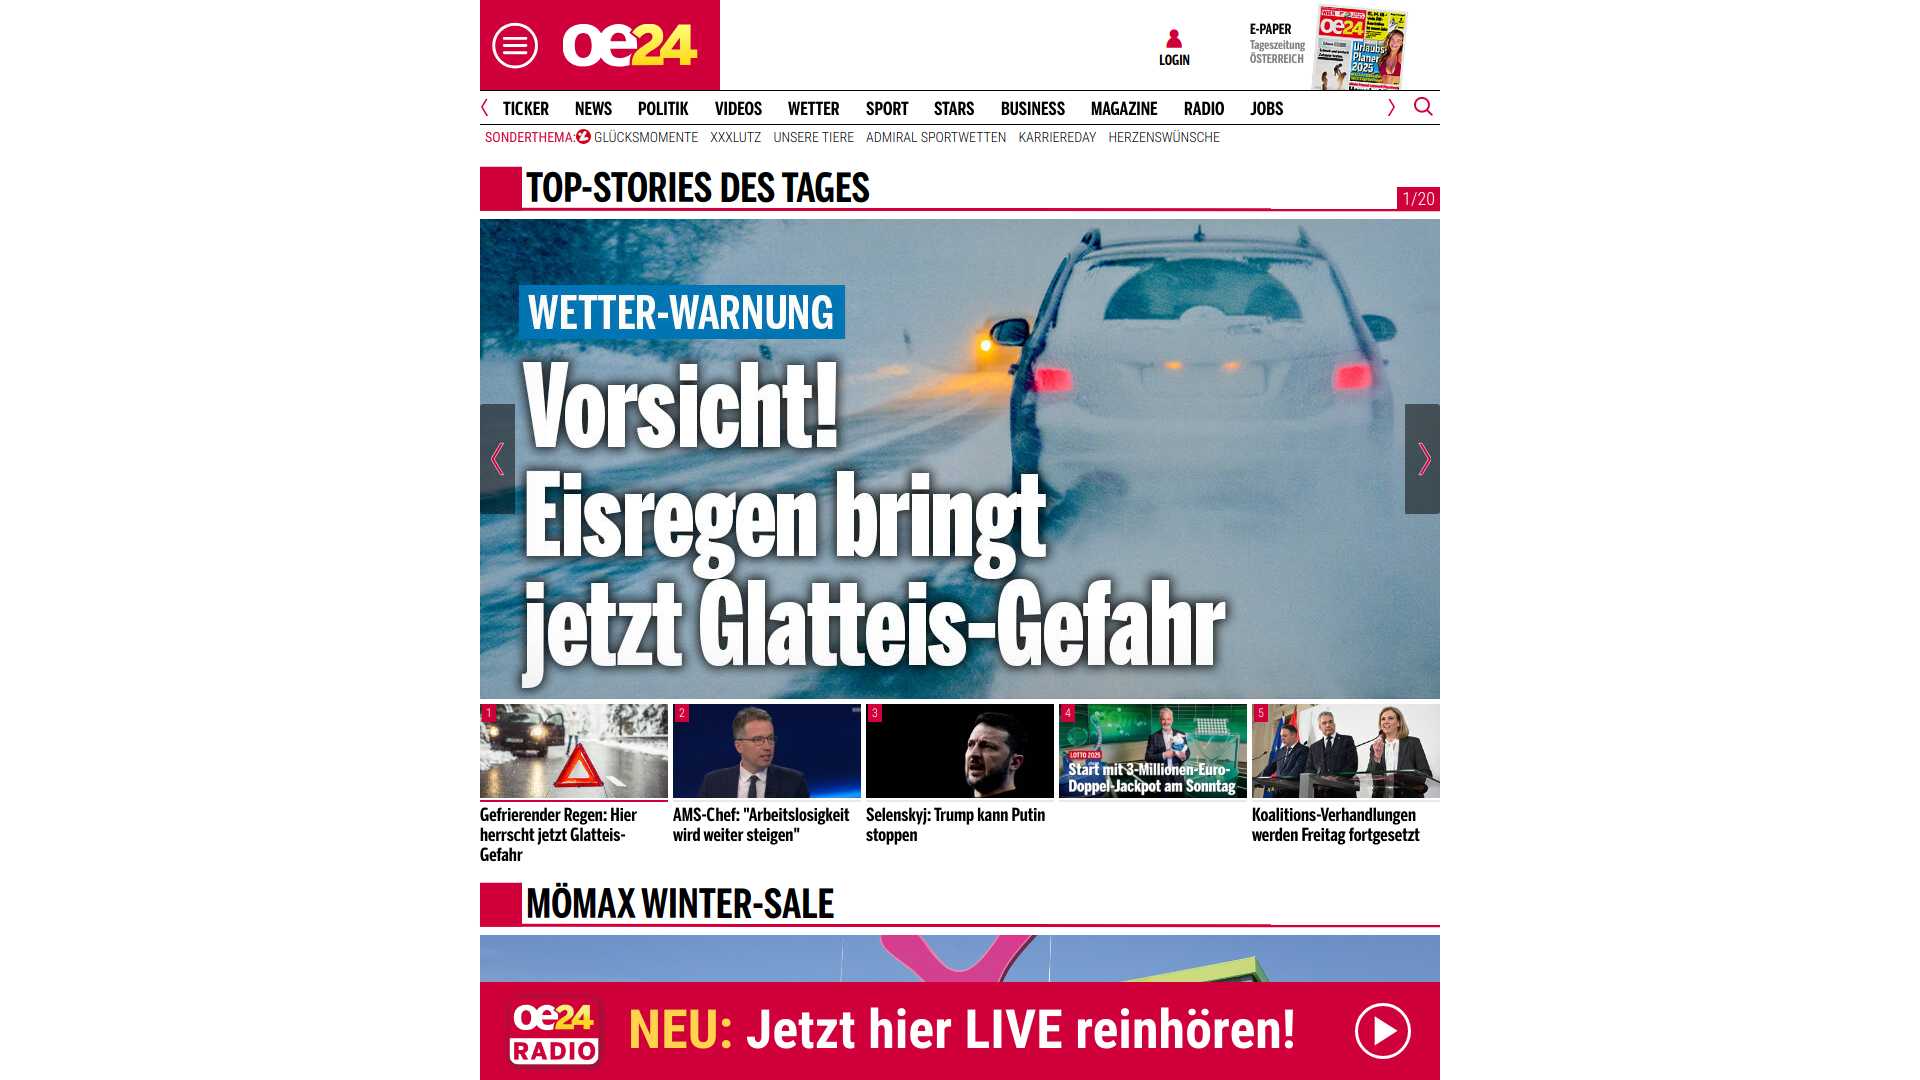 oe24
LOGIN
E-PAPER
Tageszeitung
ÖSTERREICH
oe24
Urlaubs-
Planer
2025
TICKER NEWS POLITIK VIDEOS WETTER SPORT STARS BUSINESS MAGAZINE RADIO JOBS
SONDERTHEMA: GLÜCKSMOMENTE XXXLUTZ UNSERE TIERE ADMIRAL SPORTWETTEN KARRIEREDAY HERZENSWÜNSCHE
TOP-STORIES DES TAGES
1/20
WETTER-WARNUNG
Vorsicht!
Eisregen bringt
jetzt Glatteis-Gefahr
1
Gefrierender Regen: Hier
herrscht jetzt Glatteis-
Gefahr
2
AMS-Chef: "Arbeitslosigkeit
wird weiter steigen"
3
Selenskyj: Trump kann Putin
stoppen
4
LOTTO 2025
Start mit 3-Millionen-Euro-
Doppel-Jackpot am Sonntag
5
Koalitions-Verhandlungen
werden Freitag fortgesetzt
MÖMAX WINTER-SALE
oe24
RADIO
NEU: Jetzt hier LIVE reinhören!